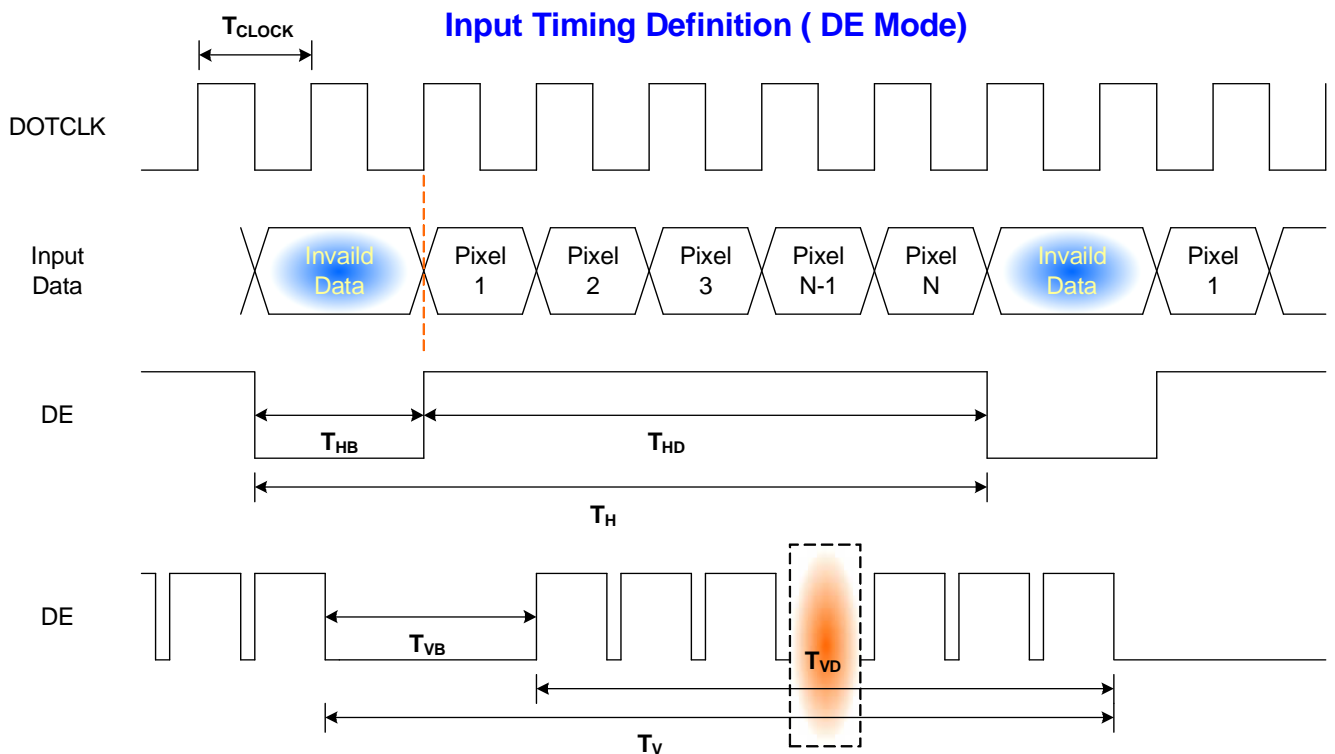 Input Timing Definition ( DE Mode)
TCLOCK
DOTCLK
Input
Data
Invaild
Data
Pixel
1
Pixel
2
Pixel
3
Pixel
N-1
Pixel
N
Invaild
Data
Pixel
1
DE
THB
THD
TH
DE
TVB
TVD
TV